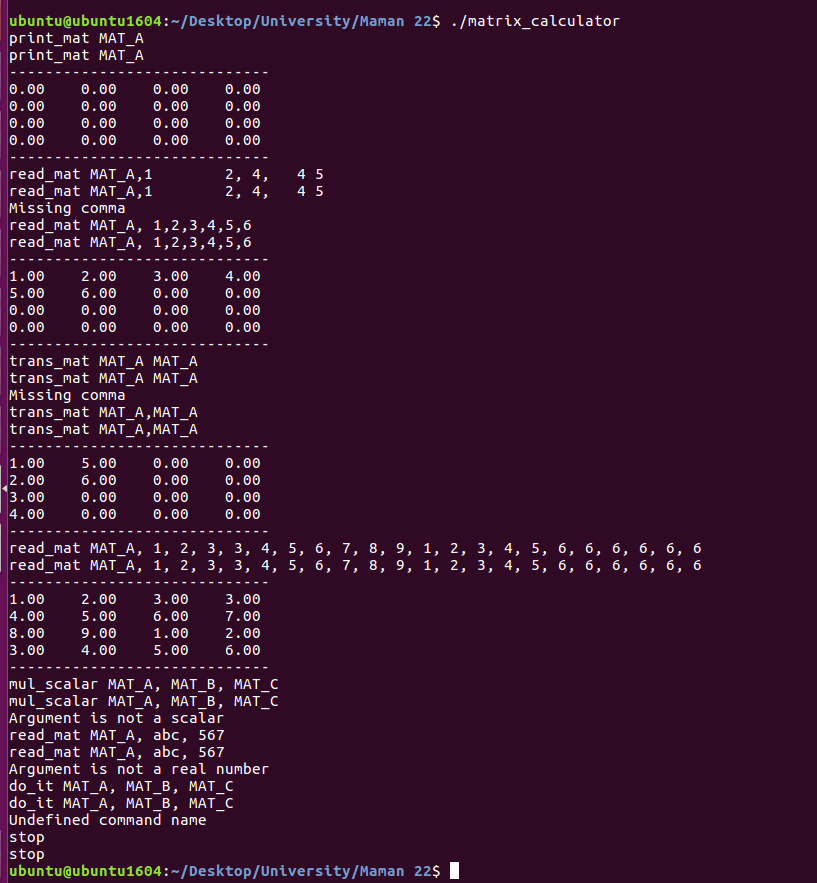 ubuntu@ubuntu1604:~/Desktop/University/Maman 22$ ./matrix_calculator
print_mat MAT_A
print_mat MAT_A
-----------------------------
0.00    0.00    0.00    0.00
0.00    0.00    0.00    0.00
0.00    0.00    0.00    0.00
0.00    0.00    0.00    0.00
-----------------------------
read_mat MAT_A,1        2, 4,   4 5
read_mat MAT_A,1        2, 4,   4 5
Missing comma
read_mat MAT_A, 1,2,3,4,5,6
read_mat MAT_A, 1,2,3,4,5,6
-----------------------------
1.00    2.00    3.00    4.00
5.00    6.00    0.00    0.00
0.00    0.00    0.00    0.00
0.00    0.00    0.00    0.00
-----------------------------
trans_mat MAT_A MAT_A
trans_mat MAT_A MAT_A
Missing comma
trans_mat MAT_A,MAT_A
trans_mat MAT_A,MAT_A
-----------------------------
1.00    5.00    0.00    0.00
2.00    6.00    0.00    0.00
3.00    0.00    0.00    0.00
4.00    0.00    0.00    0.00
-----------------------------
read_mat MAT_A, 1, 2, 3, 3, 4, 5, 6, 7, 8, 9, 1, 2, 3, 4, 5, 6, 6, 6, 6, 6, 6
read_mat MAT_A, 1, 2, 3, 3, 4, 5, 6, 7, 8, 9, 1, 2, 3, 4, 5, 6, 6, 6, 6, 6, 6
-----------------------------
1.00    2.00    3.00    3.00
4.00    5.00    6.00    7.00
8.00    9.00    1.00    2.00
3.00    4.00    5.00    6.00
-----------------------------
mul_scalar MAT_A, MAT_B, MAT_C
mul_scalar MAT_A, MAT_B, MAT_C
Argument is not a scalar
read_mat MAT_A, abc, 567
read_mat MAT_A, abc, 567
Argument is not a real number
do_it MAT_A, MAT_B, MAT_C
do_it MAT_A, MAT_B, MAT_C
Undefined command name
stop
stop
ubuntu@ubuntu1604:~/Desktop/University/Maman 22$